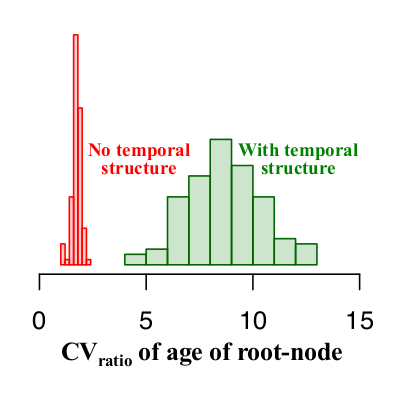 No temporal
structure
With temporal
structure
0 5 10 15
CVratio of age of root-node